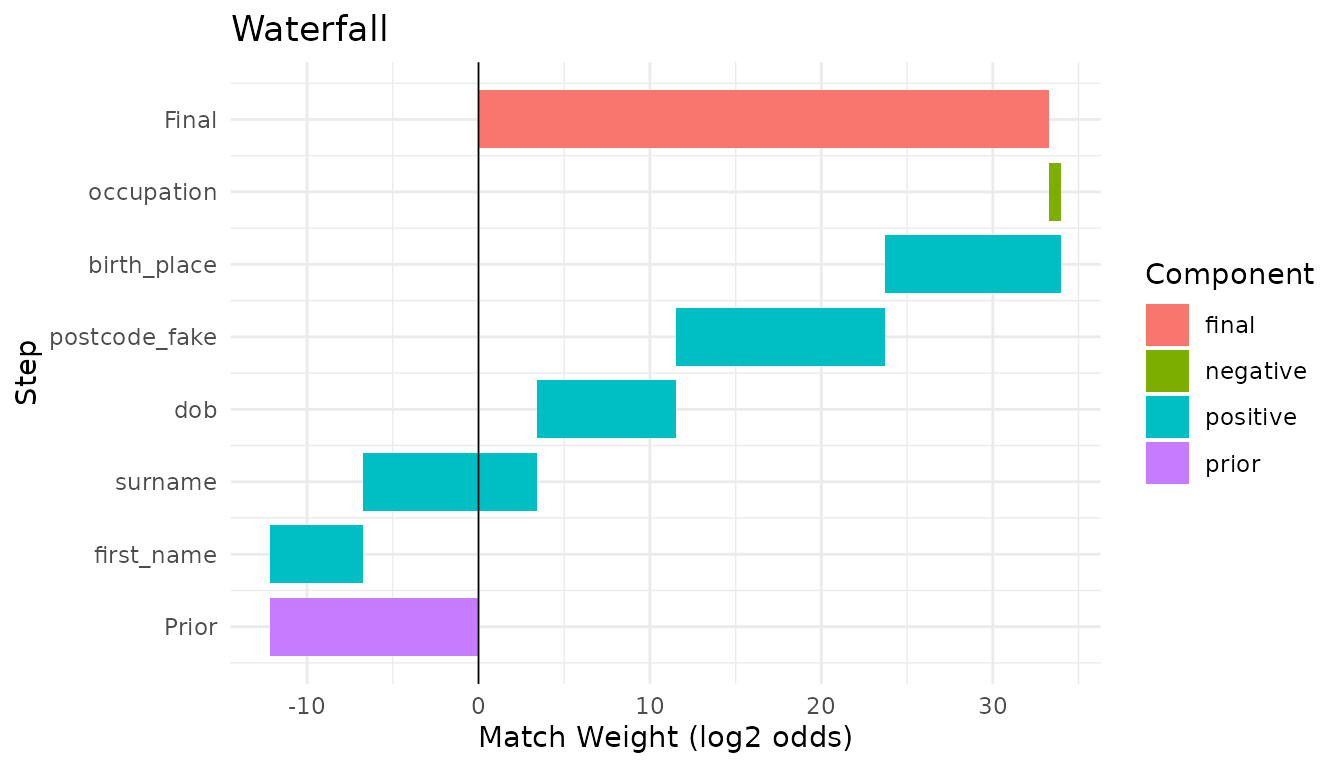 Waterfall
Final
occupation
birth_place
postcode_fake
dob
surname
first_name
Prior
Step
-10 0 10 20 30
Match Weight (log2 odds)
Component
final
negative
positive
prior